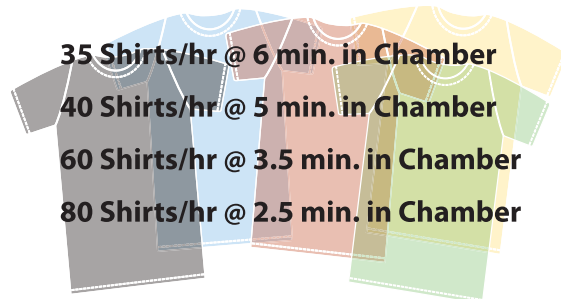 35 Shirts/hr @ 6 min. in Chamber
40 Shirts/hr @ 5 min. in Chamber
60 Shirts/hr @ 3.5 min. in Chamber
80 Shirts/hr @ 2.5 min. in Chamber